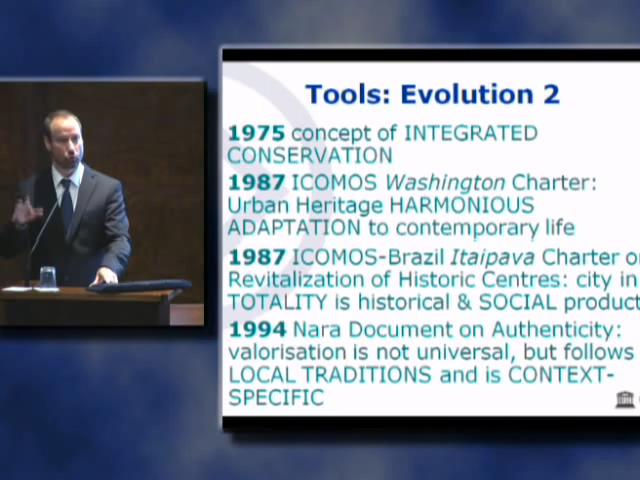 Tools: Evolution 2
1975 concept of INTEGRATED
CONSERVATION
1987 ICOMOS Washington Charter:
Urban Heritage HARMONIOUS
ADAPTATION to contemporary life
1987 ICOMOS-Brazil Itaipava Charter on
Revitalization of Historic Centres: city in
TOTALITY is historical & SOCIAL product
1994 Nara Document on Authenticity:
valorisation is not universal, but follows
LOCAL TRADITIONS and is CONTEXT-
SPECIFIC